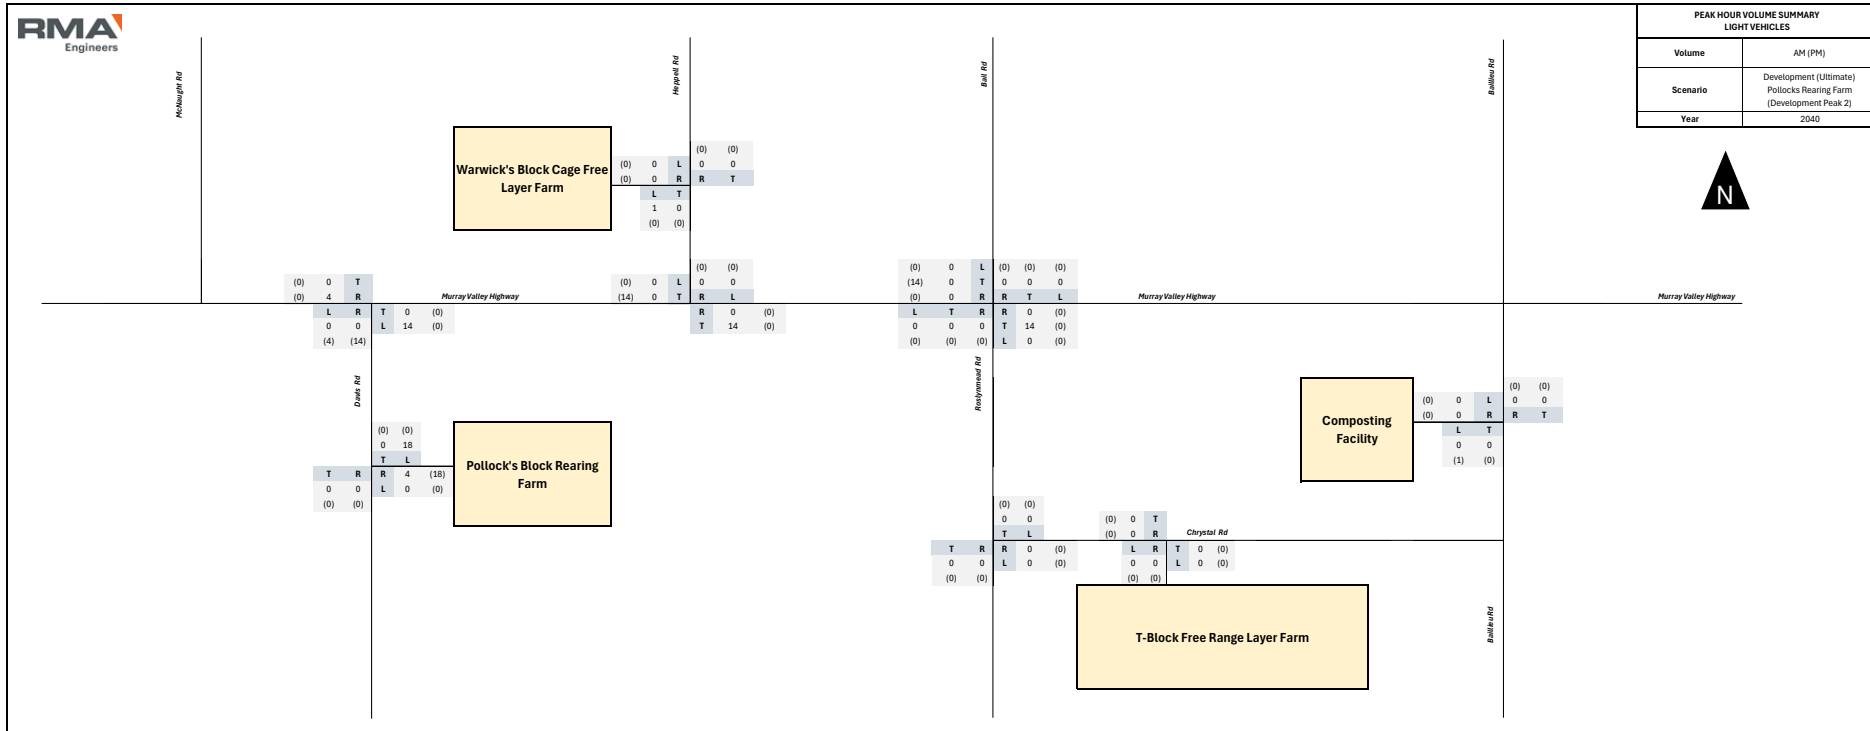 RMA
Engineers
PEAK HOUR VOLUME SUMMARY
LIGHT VEHICLES
Volume AM (PM)
Scenario Development (Ultimate)
Pollocks Rearing Farm
(Development Peak 2)
Year 2040
N
McNaught Rd
Heppell Rd
Ball Rd
Baillieu Rd
Warwick's Block Cage Free
Layer Farm
(0) (0)
(0) 0 L 0 0
(0) 0 R R T
L T
1 0
(0) (0)
(0) 0 T
(0) 4 R
Murray Valley Highway
L R T 0 (0)
0 0 L 14 (0)
(4) (14)
(0) (0)
(0) 0 L 0 0
(14) 0 T R L
R 0 (0)
T 14 (0)
(0) 0 L (0) (0) (0)
(14) 0 T 0 0 0
(0) 0 R R T L
L T R R 0 (0)
0 0 0 T 14 (0)
(0) (0) (0) L 0 (0)
Murray Valley Highway
Murray Valley Highway
Davis Rd
Roslynmead Rd
(0) (0)
0 18
T L
T R R 4 (18)
0 0 L 0 (0)
(0) (0)
Pollock's Block Rearing
Farm
Composting
Facility
(0) (0)
(0) 0 L 0 0
(0) 0 R R T
L T
0 0
(1) (0)
(0) (0)
0 0
T L
T R R 0 (0)
0 0 L 0 (0)
(0) (0)
(0) 0 T
(0) 0 R
Chrystal Rd
L R T 0 (0)
0 0 L 0 (0)
(0) (0)
T-Block Free Range Layer Farm
Baillieu Rd